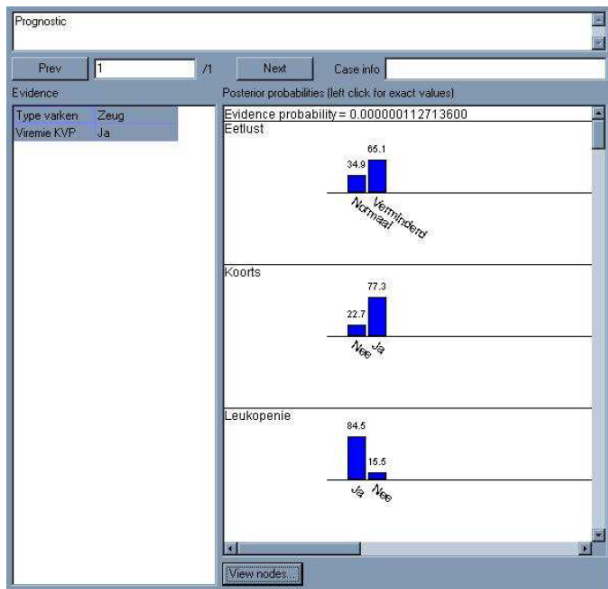 Prognostic
Prev 1 /1 Next Case info
Evidence
Posterior probabilities (left click for exact values)
Type varken Zeug
Viremie KVP Ja
Evidence probability = 0.000000112713600
Eetlust
34.9 65.1
Normaal Verminderd
Koorts
22.7 77.3
Nee Ja
Leukopenie
84.5 15.5
Ja Nee
View nodes...